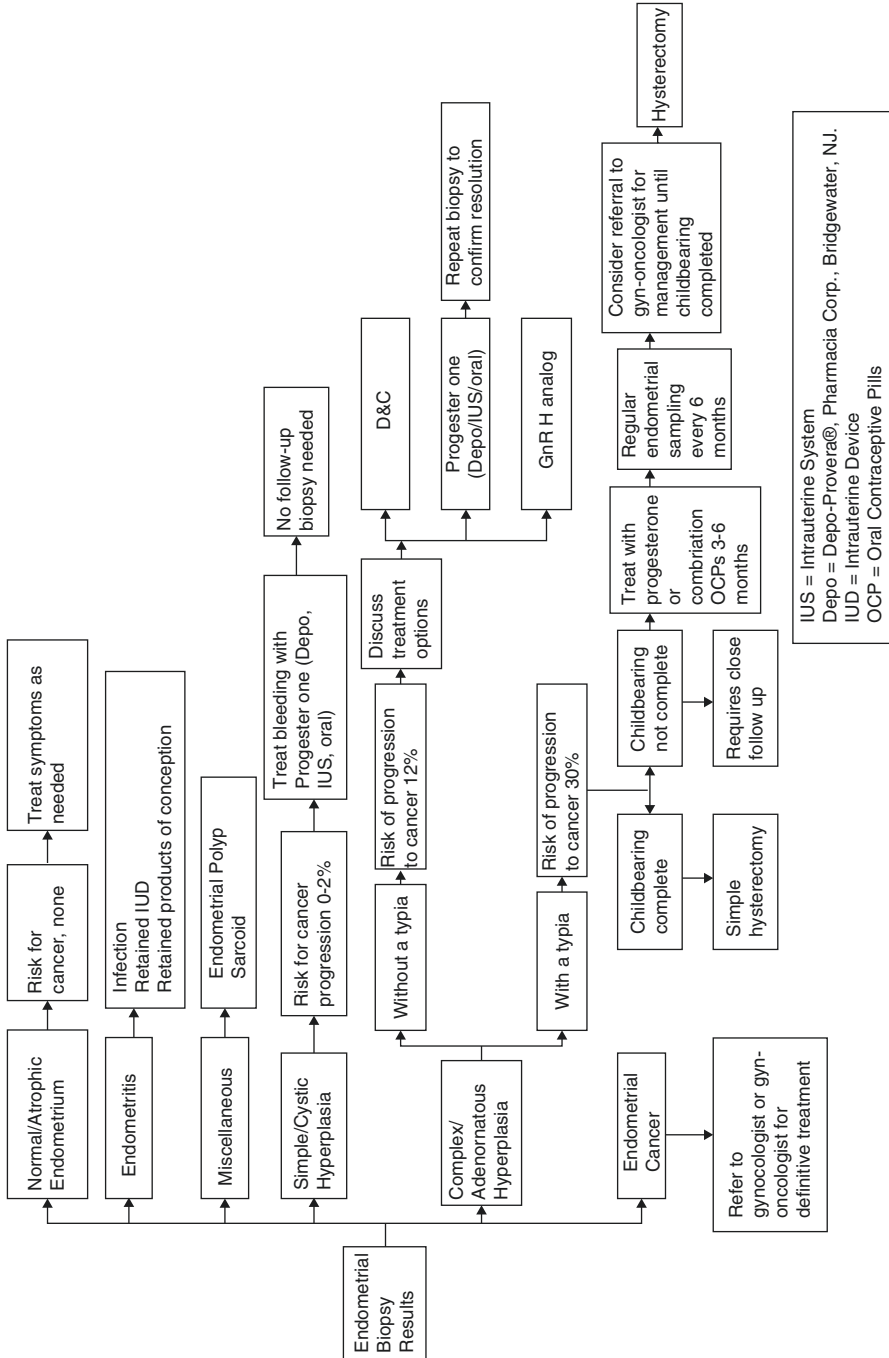 Endometrial
Biopsy
Results
Normal/Atrophic
Endometrium
Risk for
cancer, none
Treat symptoms as
needed
Endometritis
Infection
Retained IUD
Retained products of conception
Miscellaneous
Endometrial Polyp
Sarcoid
Simple/Cystic
Hyperplasia
Risk for cancer
progression 0-2%
Treat bleeding with
Progester one (Depo,
IUS, oral)
No follow-up
biopsy needed
Complex/
Adenornatous
Hyperplasia
Without a typia
Risk of progression
to cancer 12%
Discuss
treatment
options
D&C
Progester one
(Depo/IUS/oral)
Repeat biopsy to
confirm resolution
GnR H analog
With a typia
Risk of progression
to cancer 30%
Childbearing
complete
Simple
hysterectomy
Childbearing
not complete
Requires close
follow up
Treat with
progesterone
or
combriation
OCPs 3-6
months
Regular
endometrial
sampling
every 6
months
Consider referral to
gyn-oncologist for
management until
childbearing
completed
Hysterectomy
Endometrial
Cancer
Refer to
gynocologist or gyn-
oncologist for
definitive treatment
IUS = Intrauterine System
Depo = Depo-Provera®, Pharmacia Corp., Bridgewater, NJ.
IUD = Intrauterine Device
OCP = Oral Contraceptive Pills